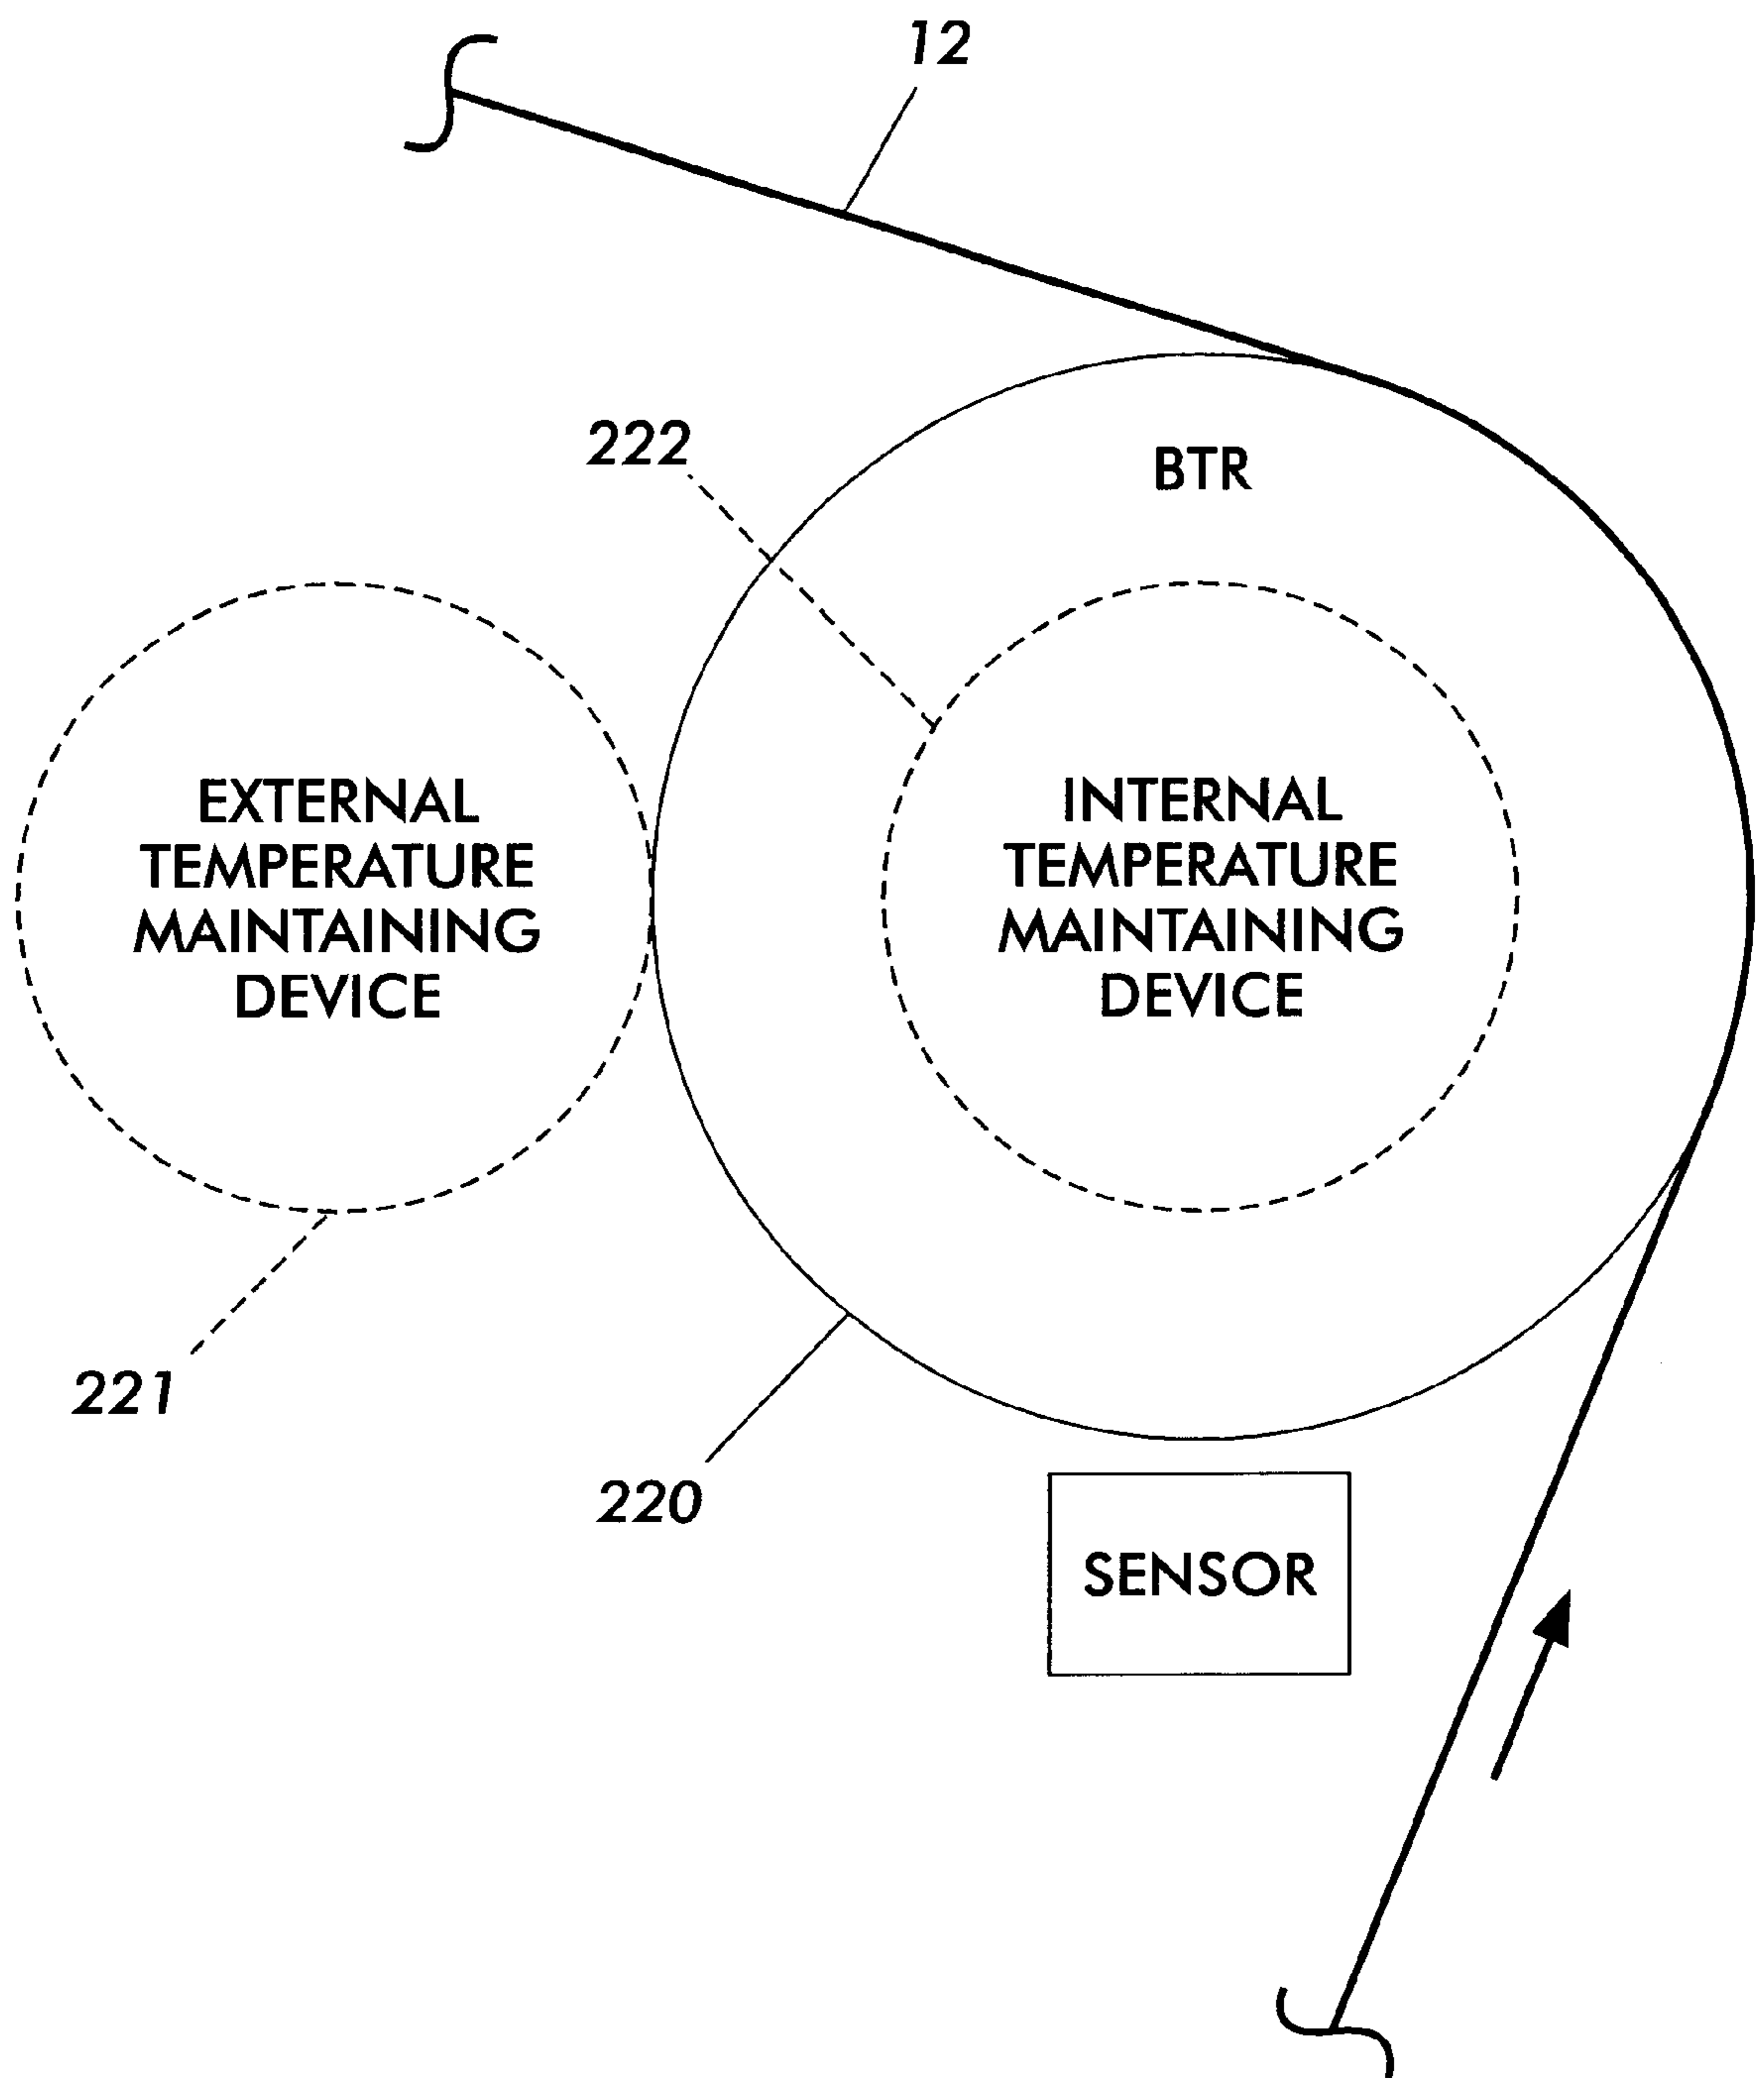 12
222
BTR
EXTERNAL
TEMPERATURE
MAINTAINING
DEVICE
INTERNAL
TEMPERATURE
MAINTAINING
DEVICE
221
220
SENSOR